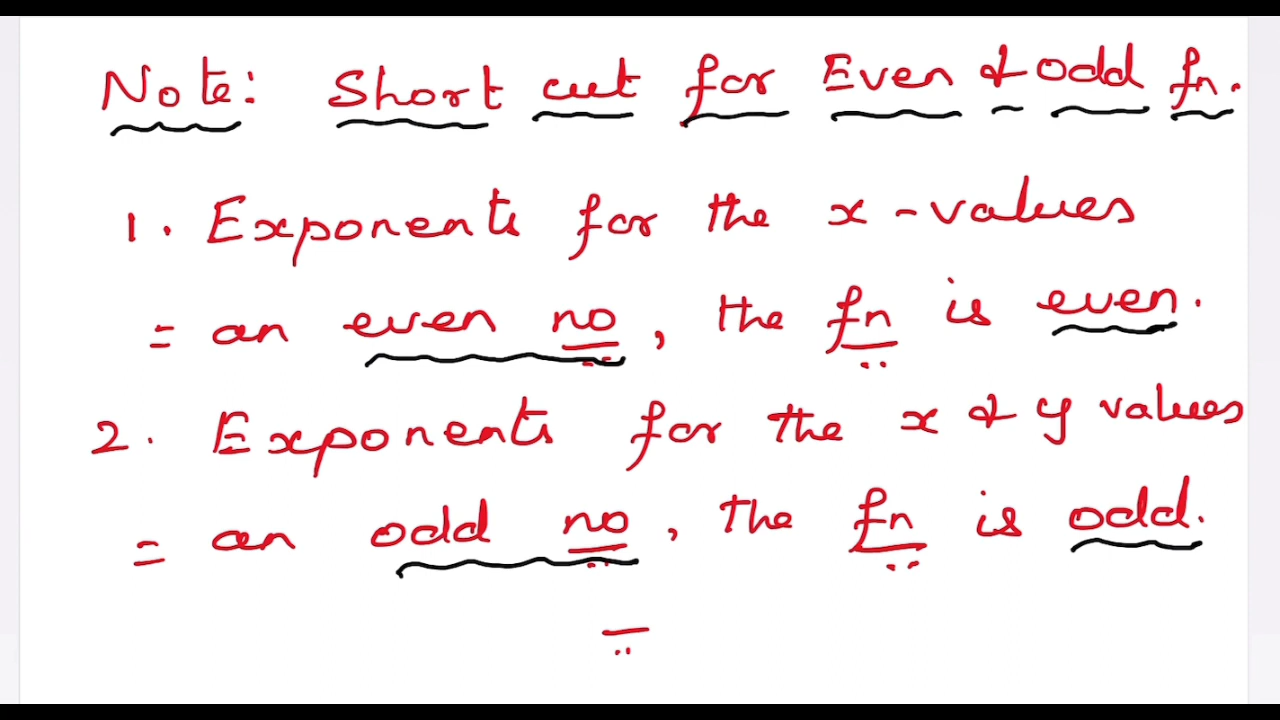 Note: Short cut for Even & odd fn.
1. Exponents for the x-values
= an even no, the fn is even.
2. Exponents for the x & y values
= an odd no, the fn is odd.